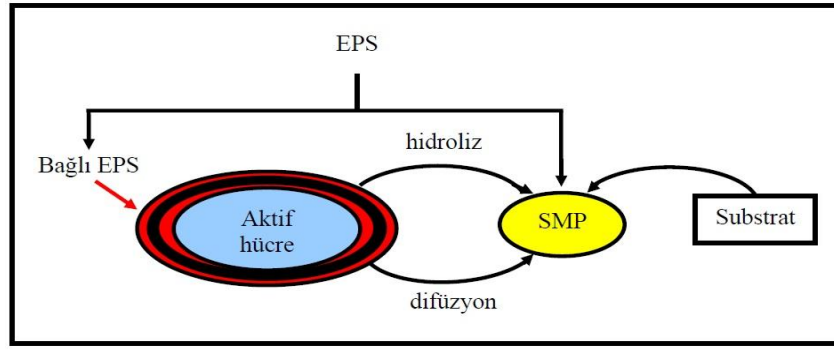 EPS
hidroliz
Bağlı EPS
Aktif
hücre
SMP
Substrat
difüzyon